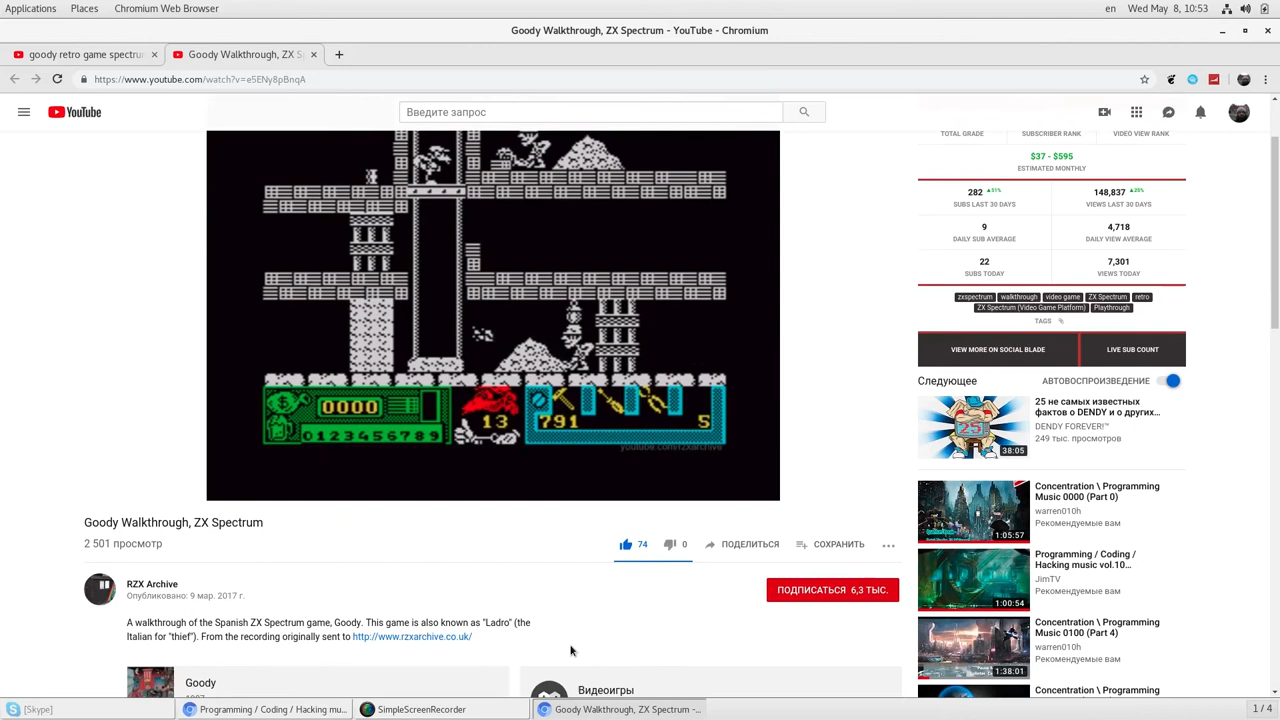 Applications Places Chromium Web Browser en Wed May 8, 10:53
Goody Walkthrough, ZX Spectrum - YouTube - Chromium
goody retro game spectrum Goody Walkthrough, ZX S
https://www.youtube.com/watch?v=e5ENy8pBnqA
YouTube Введите запрос
TOTAL GRADE SUBSCRIBER RANK VIDEO VIEW RANK
$37 - $595
ESTIMATED MONTHLY
282 ▲51% 148,837 ▲25%
SUBS LAST 30 DAYS VIEWS LAST 30 DAYS
9 4,718
DAILY SUB AVERAGE DAILY VIEW AVERAGE
22 7,301
SUBS TODAY VIEWS TODAY
zxspectrum walkthrough video game ZX Spectrum retro
ZX Spectrum (Video Game Platform) Playthrough
TAGS
VIEW MORE ON SOCIAL BLADE LIVE SUB COUNT
0000
0123456789
13
791 5
youtube.com/rzxarchive
Следующее АВТОВОСПРОИЗВЕДЕНИЕ
25 не самых известных
фактов о DENDY и о других...
DENDY FOREVER!™
249 тыс. просмотров
25
38:05
Concentration \ Programming
Music 0000 (Part 0)
warren010h
Рекомендуемые вам
1:05:57
Programming / Coding /
Hacking music vol.10...
JimTV
Рекомендуемые вам
1:00:54
Concentration \ Programming
Music 0100 (Part 4)
warren010h
Рекомендуемые вам
1:38:01
Concentration \ Programming
Goody Walkthrough, ZX Spectrum
2 501 просмотр
74 0 ПОДЕЛИТЬСЯ СОХРАНИТЬ
RZX Archive
Опубликовано: 9 мар. 2017 г.
ПОДПИСАТЬСЯ 6,3 ТЫС.
A walkthrough of the Spanish ZX Spectrum game, Goody. This game is also known as "Ladro" (the
Italian for "thief"). From the recording originally sent to http://www.rzxarchive.co.uk/
Goody
Видеоигры
[Skype] Programming / Coding / Hacking mu... SimpleScreenRecorder Goody Walkthrough, ZX Spectrum -... 1 / 4